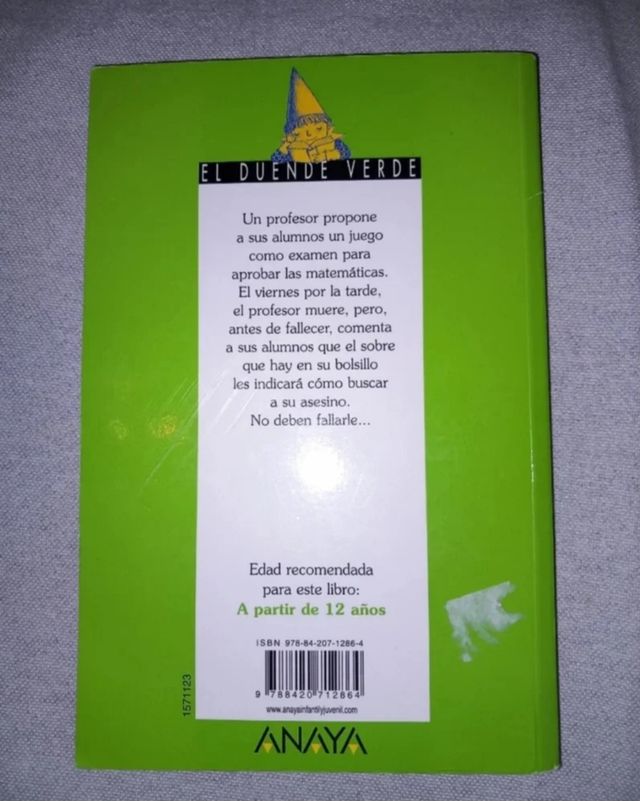 EL DUENDE VERDE
Un profesor propone
a sus alumnos un juego
como examen para
aprobar las matemáticas.
El viernes por la tarde,
el profesor muere, pero,
antes de fallecer, comenta
a sus alumnos que el sobre
que hay en su bolsillo
les indicará cómo buscar
a su asesino.
No deben fallarle...
Edad recomendada
para este libro:
A partir de 12 años
ISBN 978-84-207-1286-4
9 788420 712864
www.anayainfantilyjuvenil.com
1571123
ANAYA